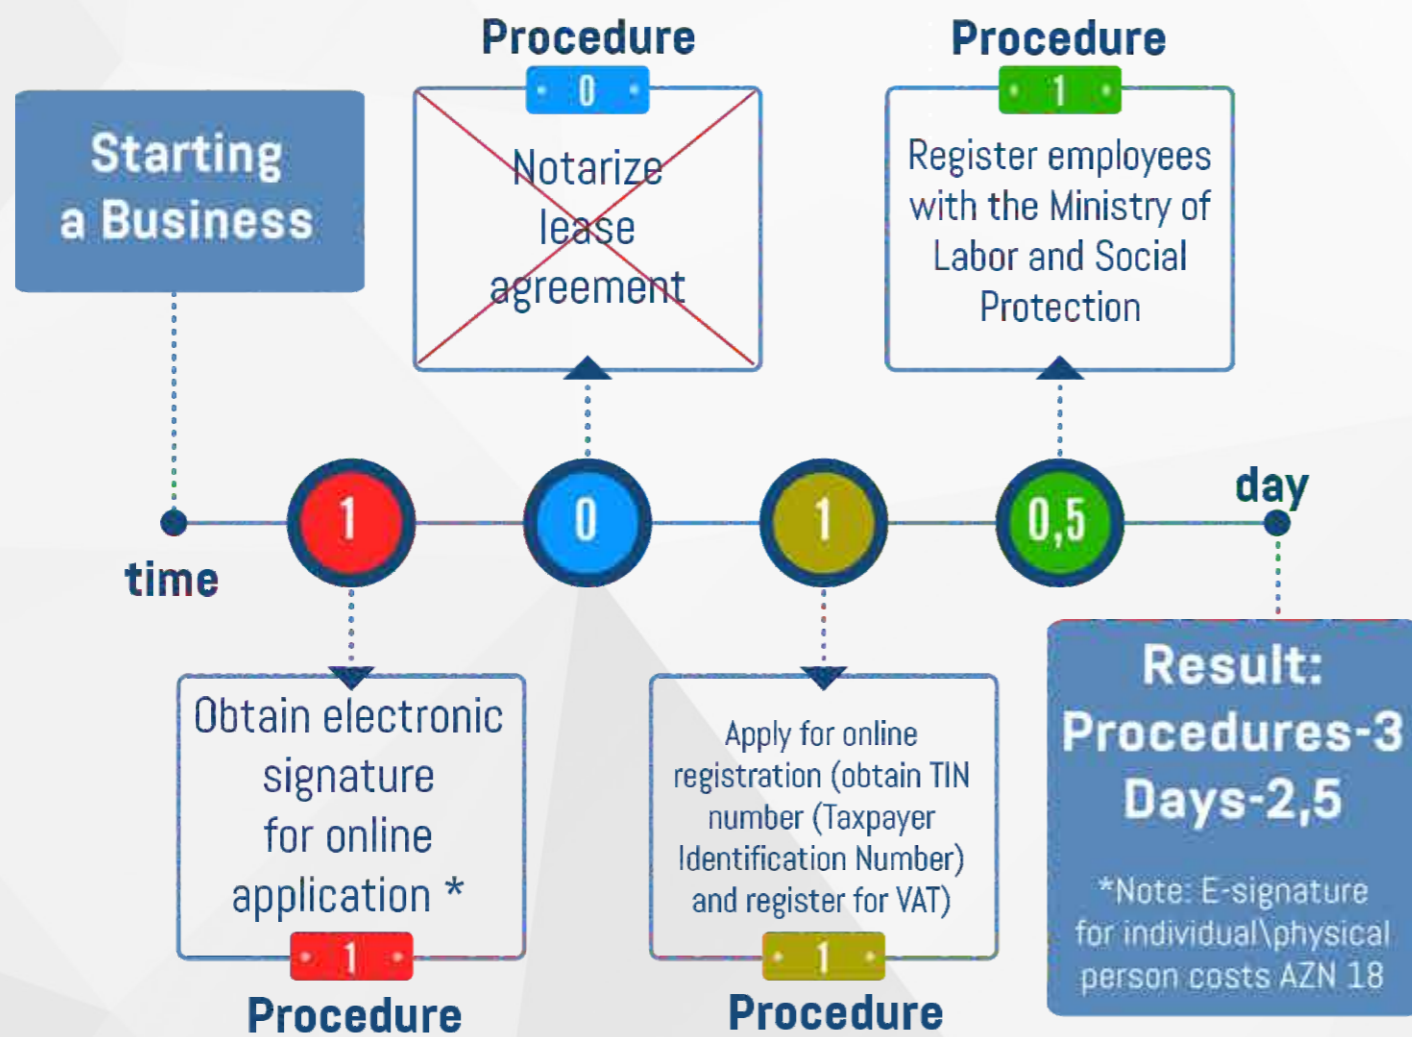 Starting
a Business
Procedure
0
Notarize
lease
agreement
Procedure
1
Register employees
with the Ministry of
Labor and Social
Protection
time
1
0
1
0,5
day
Obtain electronic
signature
for online
application *
1
Procedure
Apply for online
registration (obtain TIN
number (Taxpayer
Identification Number)
and register for VAT)
1
Procedure
Result:
Procedures-3
Days-2,5
*Note: E-signature
for individual\physical
person costs AZN 18